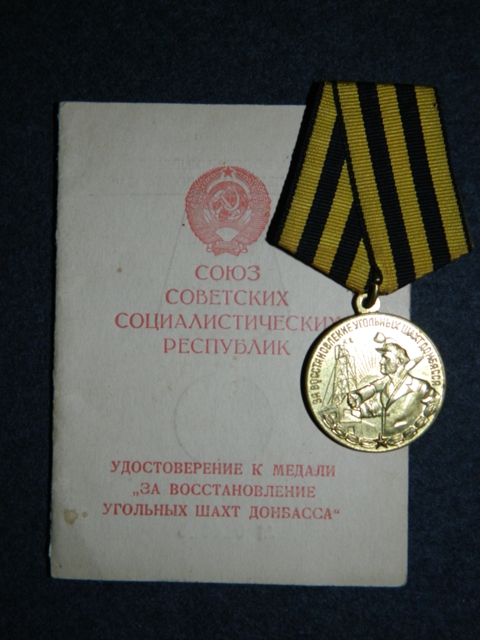 СОЮЗ
СОВЕТСКИХ
СОЦИАЛИСТИЧЕСКИХ
РЕСПУБЛИК
УДОСТОВЕРЕНИЕ К МЕДАЛИ
„ЗА ВОССТАНОВЛЕНИЕ
УГОЛЬНЫХ ШАХТ ДОНБАССА“
ЗА ВОССТАНОВЛЕНИЕ УГОЛЬНЫХ ШАХТ ДОНБАССА